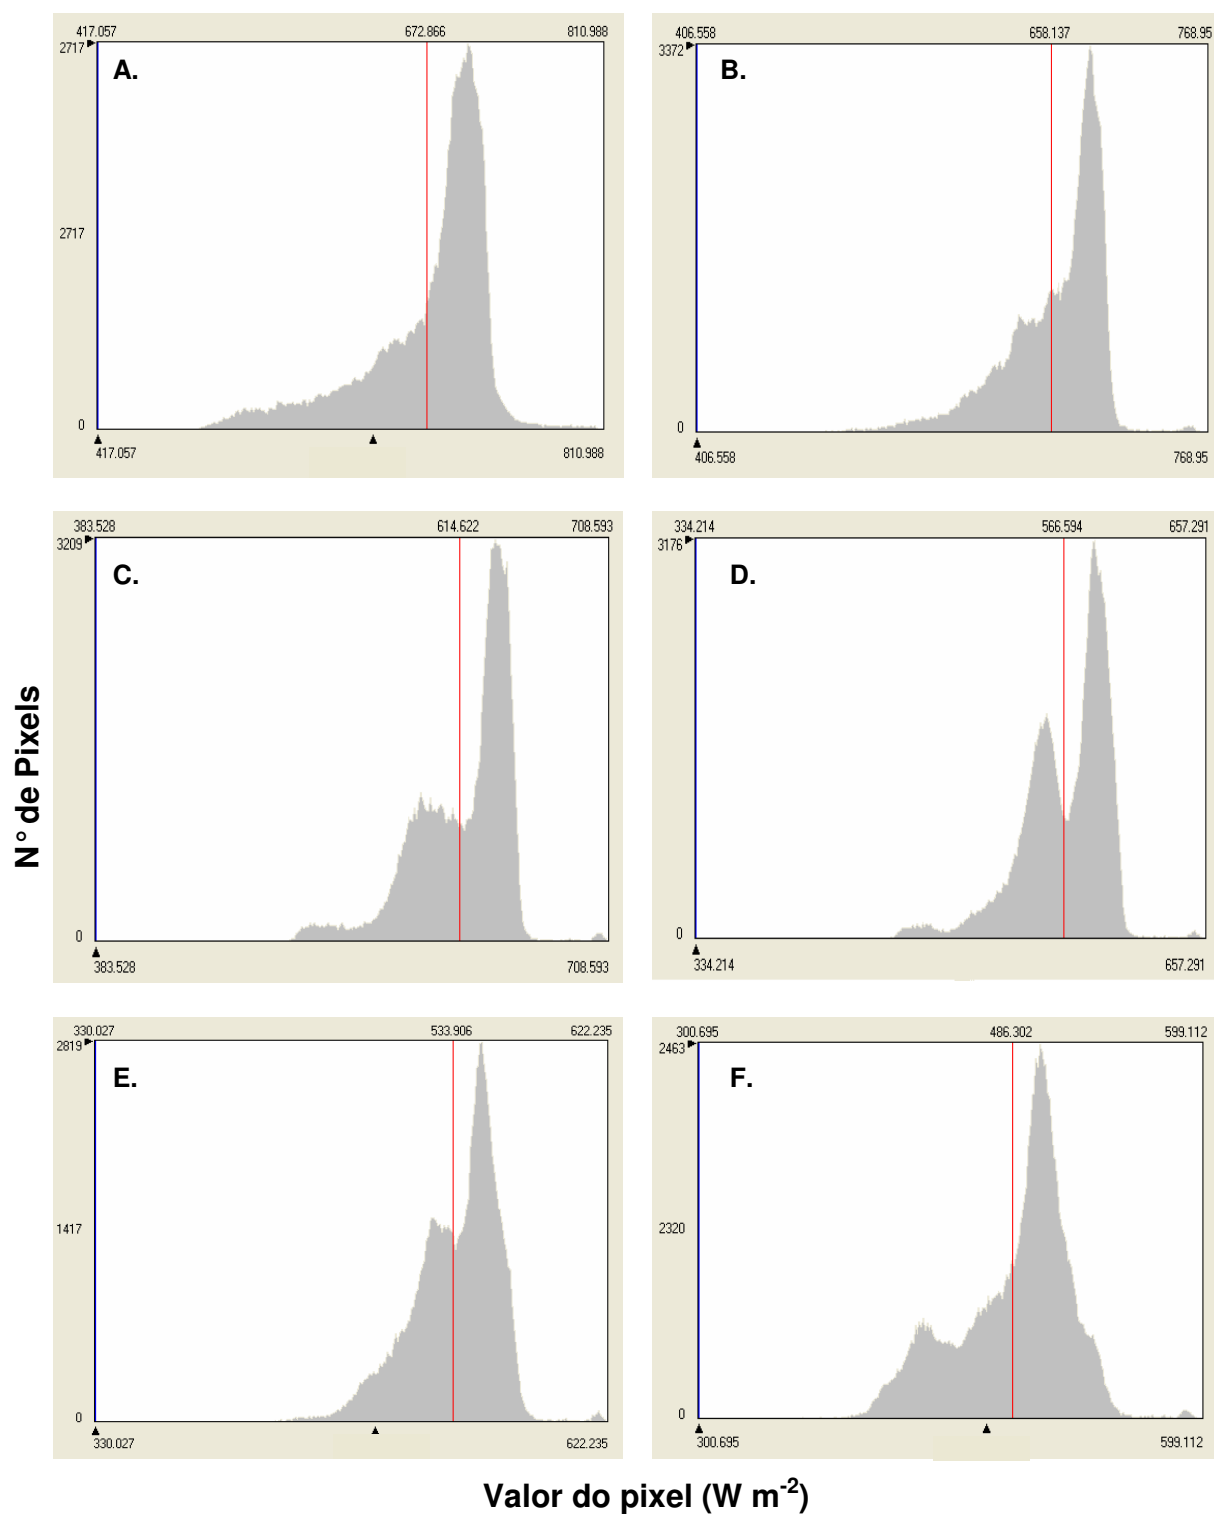 417.057 672.866 810.988
2717
A.
2717
0
417.057 810.988
406.558 658.137 768.95
3372
B.
0
406.558 768.95
383.528 614.622 708.593
3209
C.
0
383.528 708.593
334.214 566.594 657.291
3176
D.
0
334.214 657.291
330.027 533.906 622.235
2819
E.
1417
0
330.027 622.235
300.695 486.302 599.112
2463
F.
2320
0
300.695 599.112
N° de Pixels
Valor do pixel (W m-2)